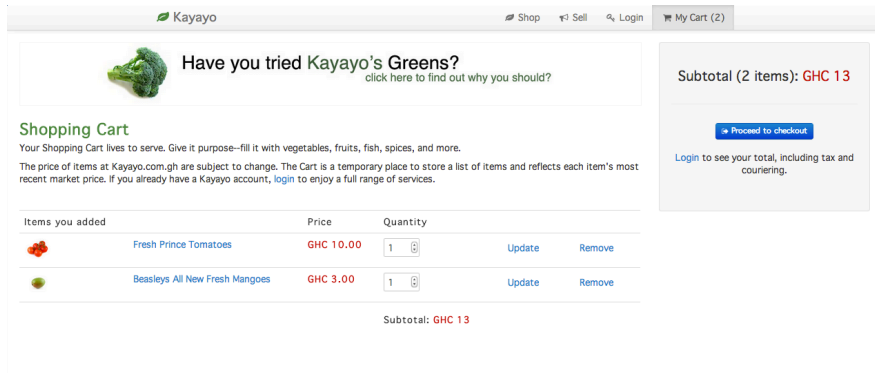 Kayayo
Shop Sell Login My Cart (2)
Have you tried Kayayo's Greens?
click here to find out why you should?
Subtotal (2 items): GHC 13
Proceed to checkout
Login to see your total, including tax and
couriering.
Shopping Cart
Your Shopping Cart lives to serve. Give it purpose--fill it with vegetables, fruits, fish, spices, and more.
The price of items at Kayayo.com.gh are subject to change. The Cart is a temporary place to store a list of items and reflects each item's most
recent market price. If you already have a Kayayo account, login to enjoy a full range of services.
Items you added Price Quantity
Fresh Prince Tomatoes GHC 10.00 1 Update Remove
Beasleys All New Fresh Mangoes GHC 3.00 1 Update Remove
Subtotal: GHC 13